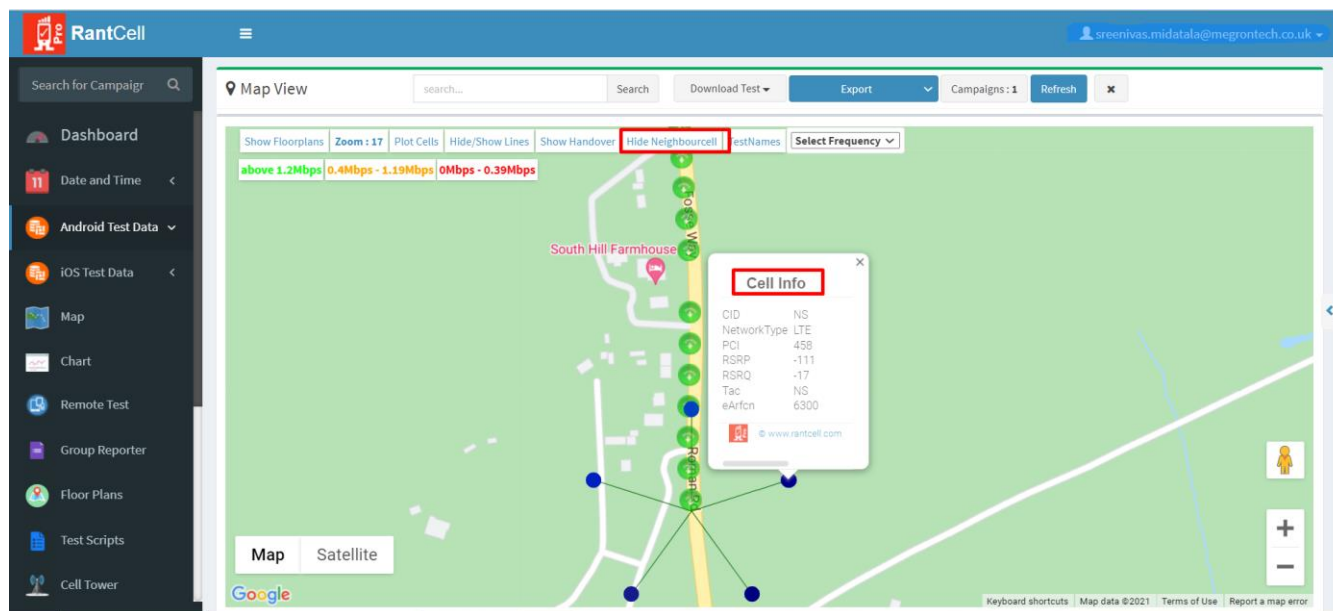 Pro RantCell
sreenivas.midatala@megrontech.co.uk
Search for Campaigr
Dashboard
11 Date and Time
Android Test Data
iOS Test Data
Map
Chart
Remote Test
Group Reporter
Floor Plans
Test Scripts
Cell Tower
Map View search... Search Download Test Export Campaigns : 1 Refresh
Show Floorplans Zoom : 17 Plot Cells Hide/Show Lines Show Handover Hide Neighbourcell TestNames Select Frequency
above 1.2Mbps 0.4Mbps - 1.19Mbps 0Mbps - 0.39Mbps
South Hill Farmhouse
Cell Info
CID NS
NetworkType LTE
PCI 458
RSRP -111
RSRQ -17
Tac NS
eArfcn 6300
© www.rantcell.com
Map Satellite
Google
Keyboard shortcuts Map data ©2021 Terms of Use Report a map error